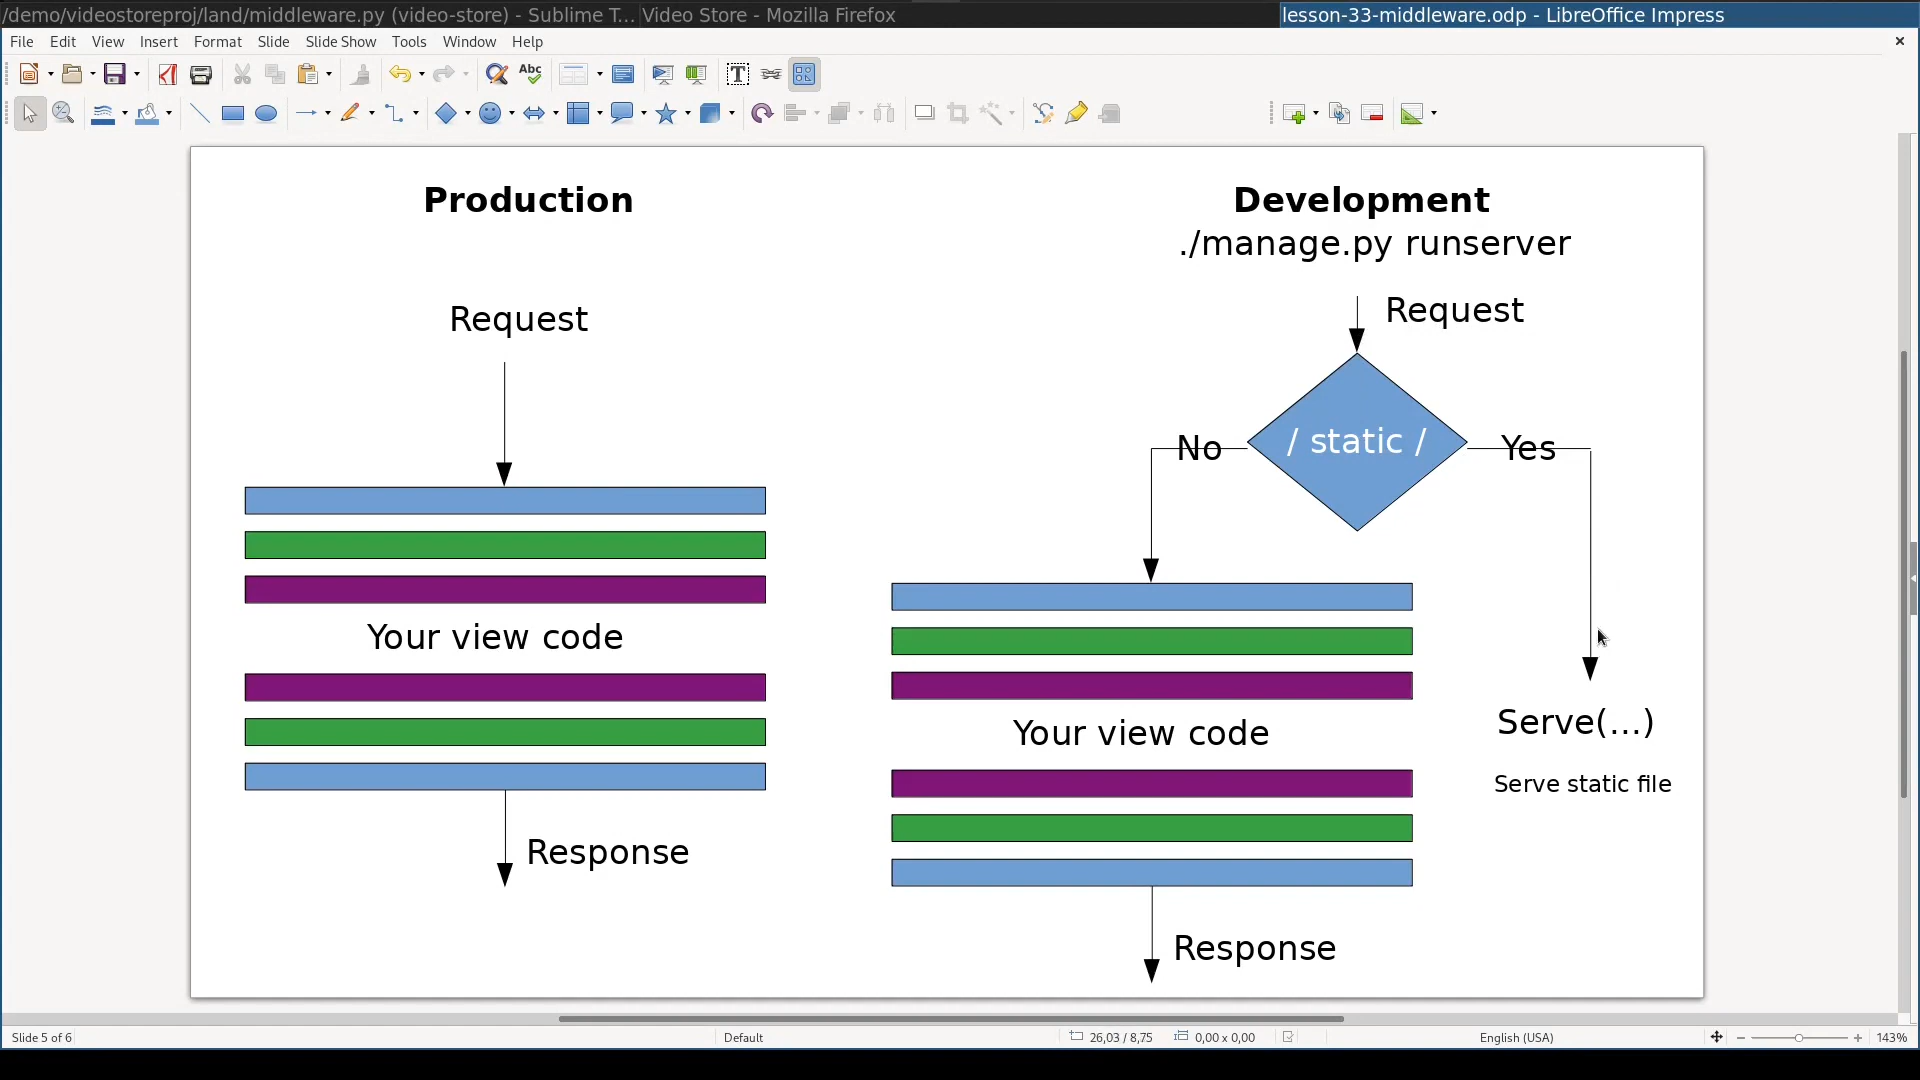 /demo/videostoreproj/land/middleware.py (video-store) - Sublime T...
Video Store - Mozilla Firefox
lesson-33-middleware.odp - LibreOffice Impress
File Edit View Insert Format Slide Slide Show Tools Window Help
Abc
T
Production
Request
Your view code
Response
Development
./manage.py runserver
Request
/ static /
No
Yes
Your view code
Serve(...)
Serve static file
Response
Slide 5 of 6
Default
26,03 / 8,75
0,00 x 0,00
English (USA)
143%